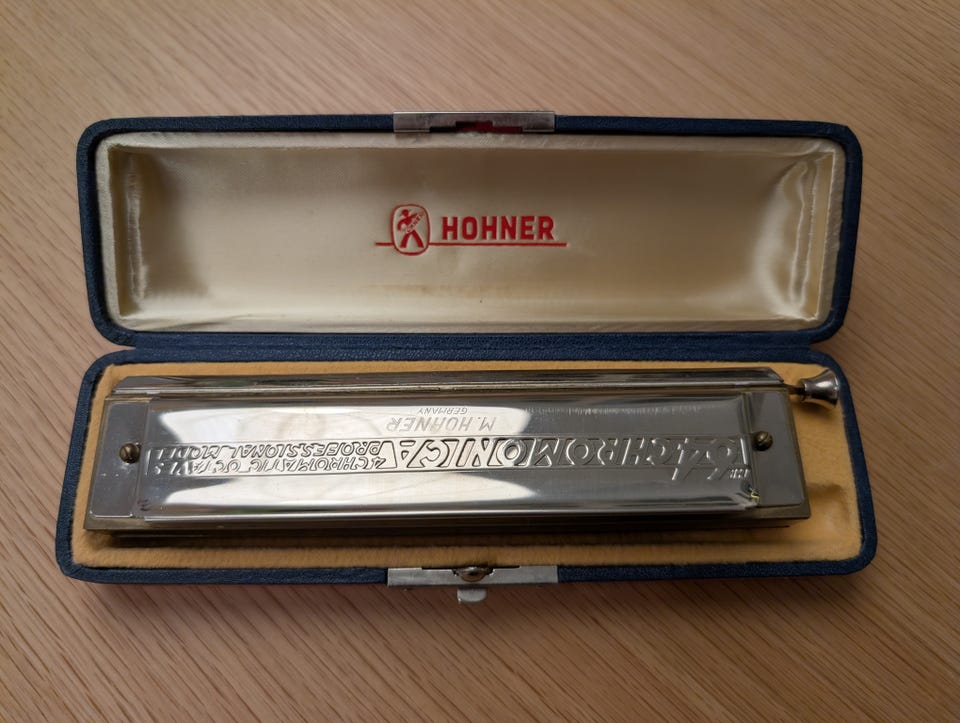 HOHNER
M. HOHNER
GERMANY
THE 64 CHROMONICA
4 CHROMATIC OCTAVES
PROFESSIONAL MODEL